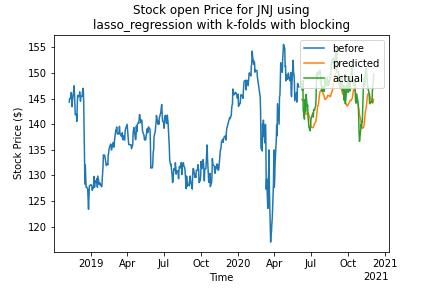 Stock open Price for JNJ using
lasso_regression with k-folds with blocking
before
predicted
actual
155
150
145
140
135
130
125
120
Stock Price ($)
2019 Apr Jul Oct 2020 Apr Jul Oct 2021
Time
2021